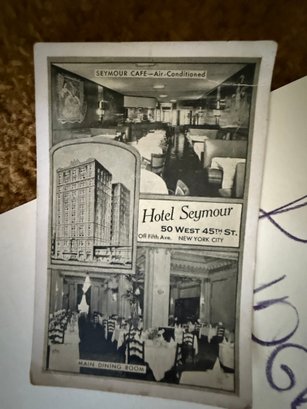 SEYMOUR CAFE—Air-Conditioned
Hotel Seymour
50 WEST 45TH ST.
Off Fifth Ave. NEW YORK CITY
MAIN DINING ROOM